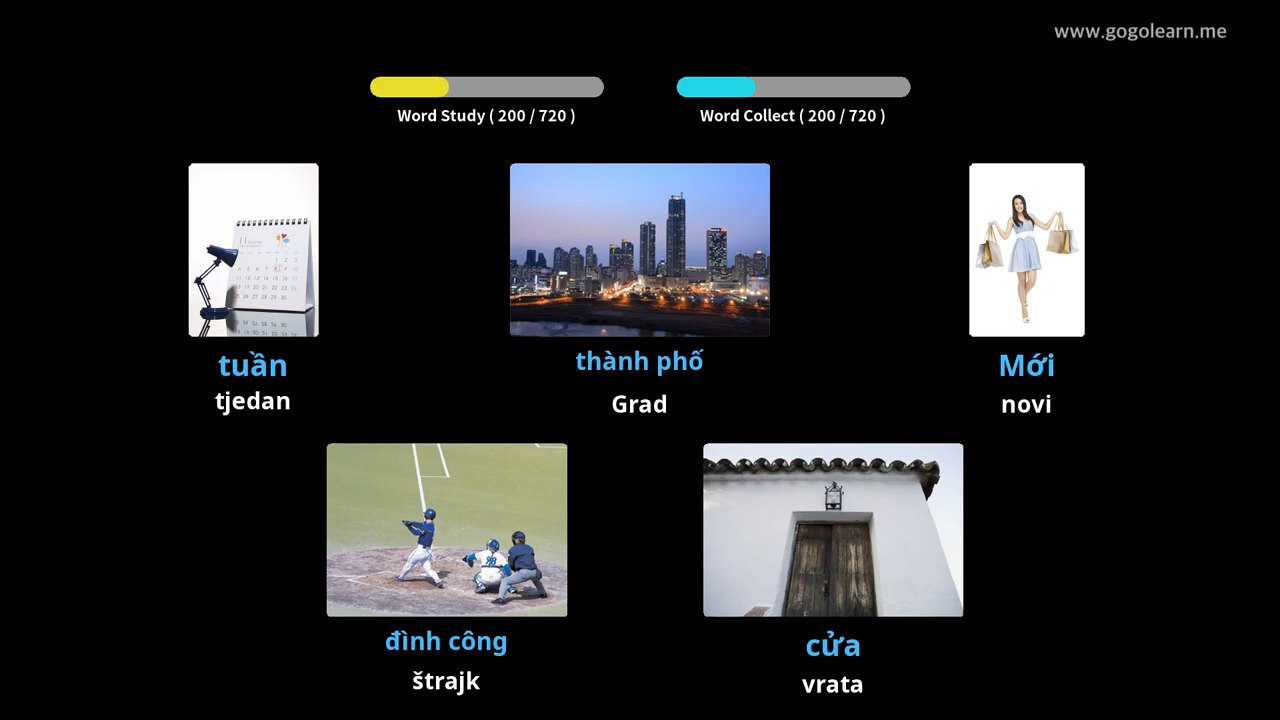 www.gogolearn.me
Word Study ( 200 / 720 )
Word Collect ( 200 / 720 )
tuần
tjedan
thành phố
Grad
Mới
novi
đình công
štrajk
cửa
vrata